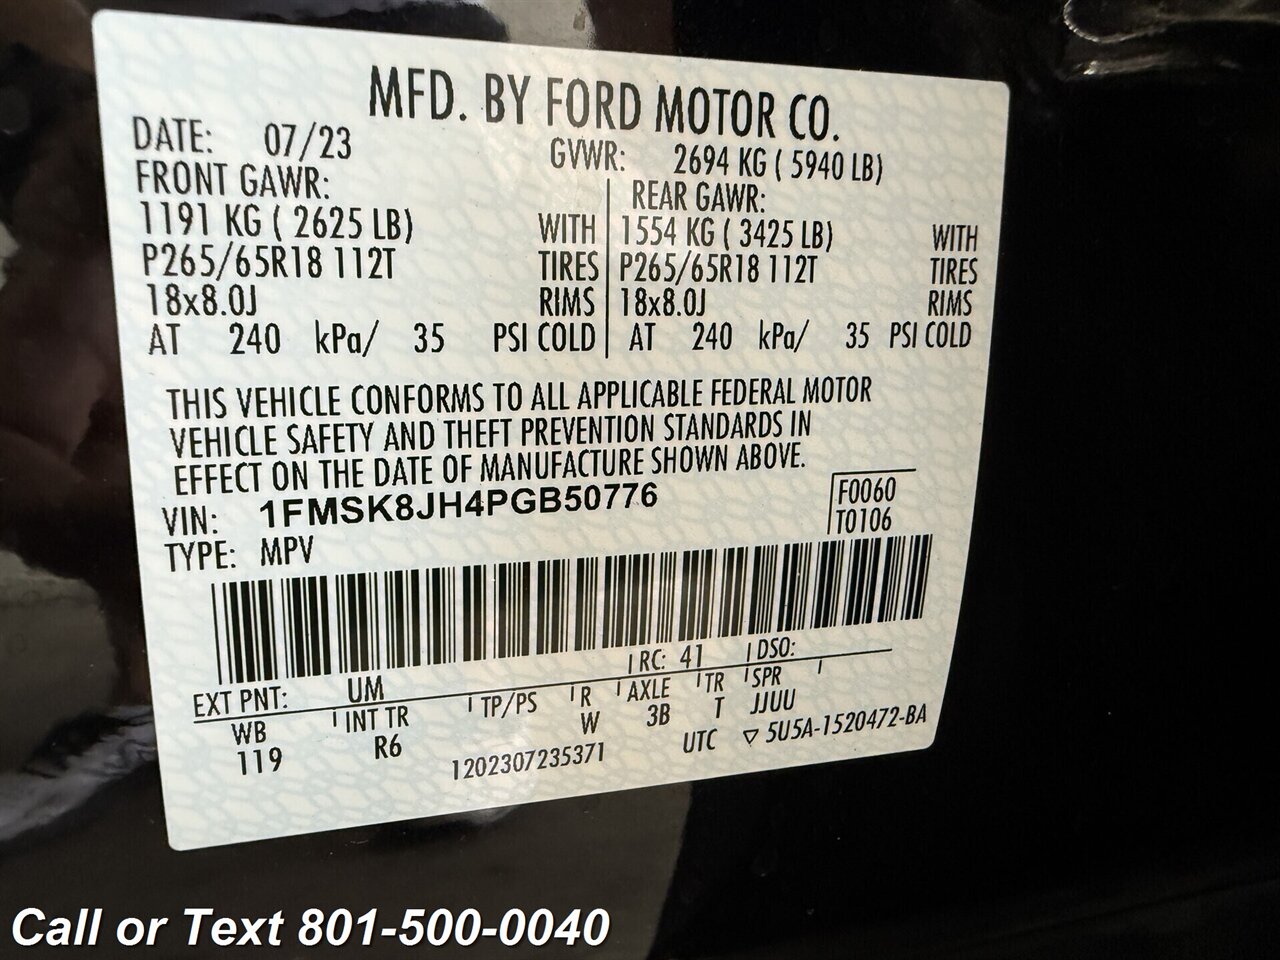 MFD. BY FORD MOTOR CO.
DATE: 07/23 GVWR: 2694 KG ( 5940 LB)
FRONT GAWR: REAR GAWR:
1191 KG ( 2625 LB) WITH 1554 KG ( 3425 LB) WITH
P265/65R18 112T TIRES P265/65R18 112T TIRES
18x8.0J RIMS 18x8.0J RIMS
AT 240 kPa/ 35 PSI COLD AT 240 kPa/ 35 PSI COLD
THIS VEHICLE CONFORMS TO ALL APPLICABLE FEDERAL MOTOR
VEHICLE SAFETY AND THEFT PREVENTION STANDARDS IN
EFFECT ON THE DATE OF MANUFACTURE SHOWN ABOVE.
VIN: 1FMSK8JH4PGB50776 F0060
TYPE: MPV T0106
EXT PNT: UM RC: 41 DSO:
WB INT TR TP/PS R AXLE TR SPR
119 R6 W 3B T JJUU
1202307235371 UTC ▽ 5U5A-1520472-BA
Call or Text 801-500-0040